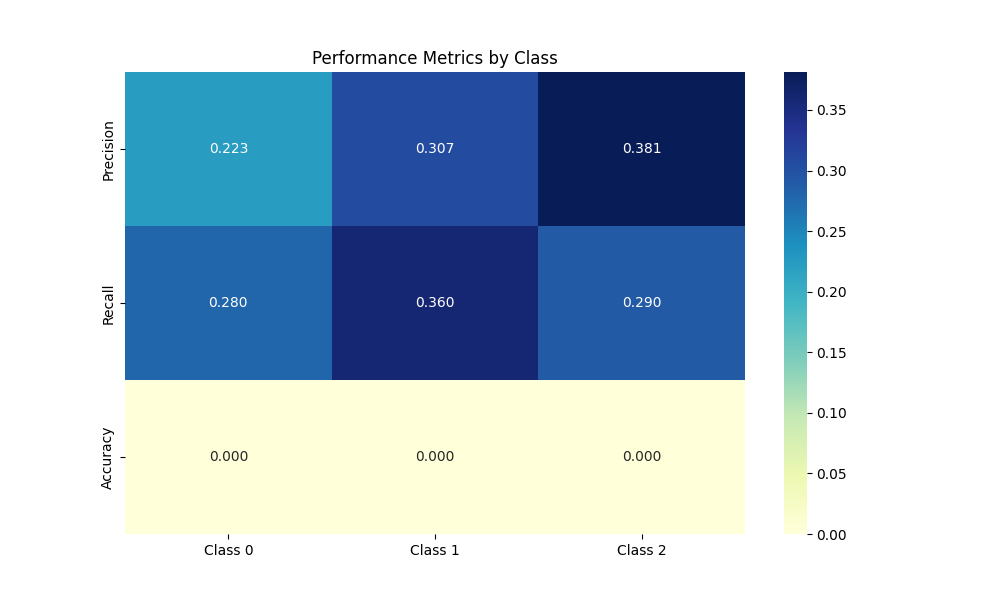 Performance Metrics by Class
Precision
0.223 0.307 0.381
Recall
0.280 0.360 0.290
Accuracy
0.000 0.000 0.000
Class 0 Class 1 Class 2
0.35
0.30
0.25
0.20
0.15
0.10
0.05
0.00